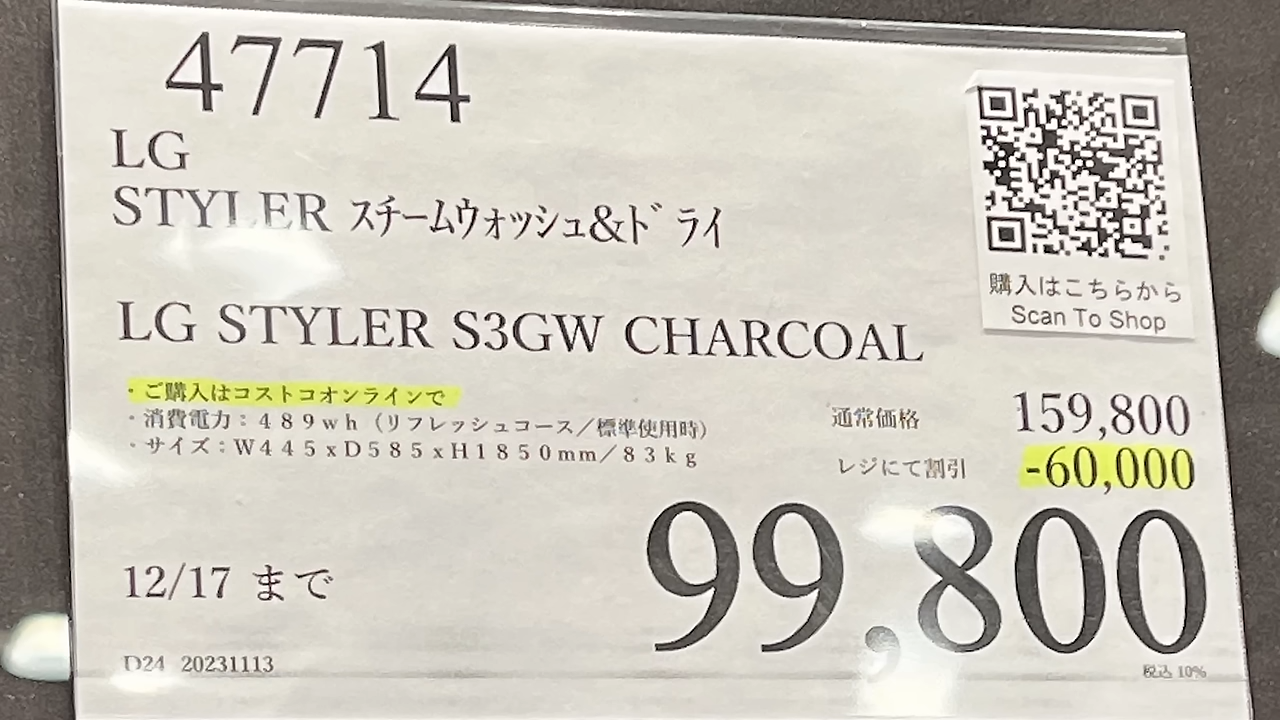 47714
LG
STYLER スチームウォッシュ&ドライ
購入はこちらから
Scan To Shop
LG STYLER S3GW CHARCOAL
・ご購入はコストコオンラインで
・消費電力：４８９ｗｈ（リフレッシュコース／標準使用時）
・サイズ：Ｗ４４５ｘＤ５８５ｘＨ１８５０mm／８３ｋｇ
通常価格 159,800
レジにて割引 -60,000
99,800
12/17 まで
D24 20231113
税込 10%